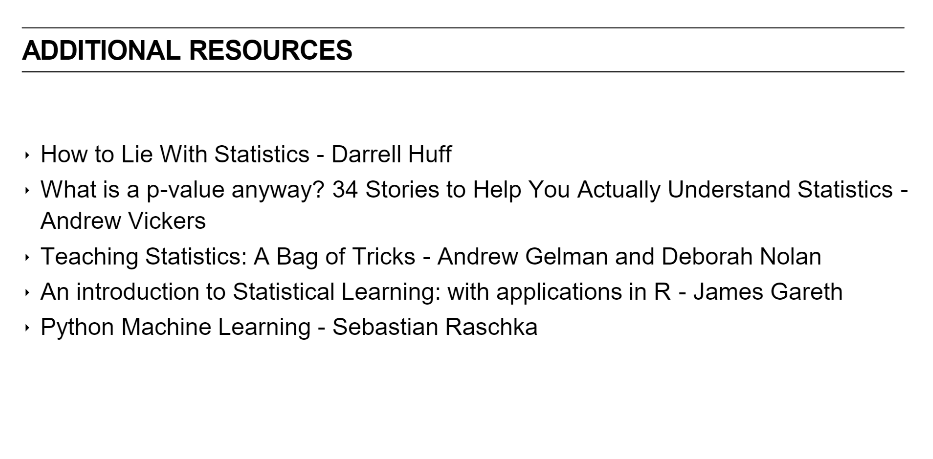 ADDITIONAL RESOURCES
‣ How to Lie With Statistics - Darrell Huff
‣ What is a p-value anyway? 34 Stories to Help You Actually Understand Statistics -
Andrew Vickers
‣ Teaching Statistics: A Bag of Tricks - Andrew Gelman and Deborah Nolan
‣ An introduction to Statistical Learning: with applications in R - James Gareth
‣ Python Machine Learning - Sebastian Raschka